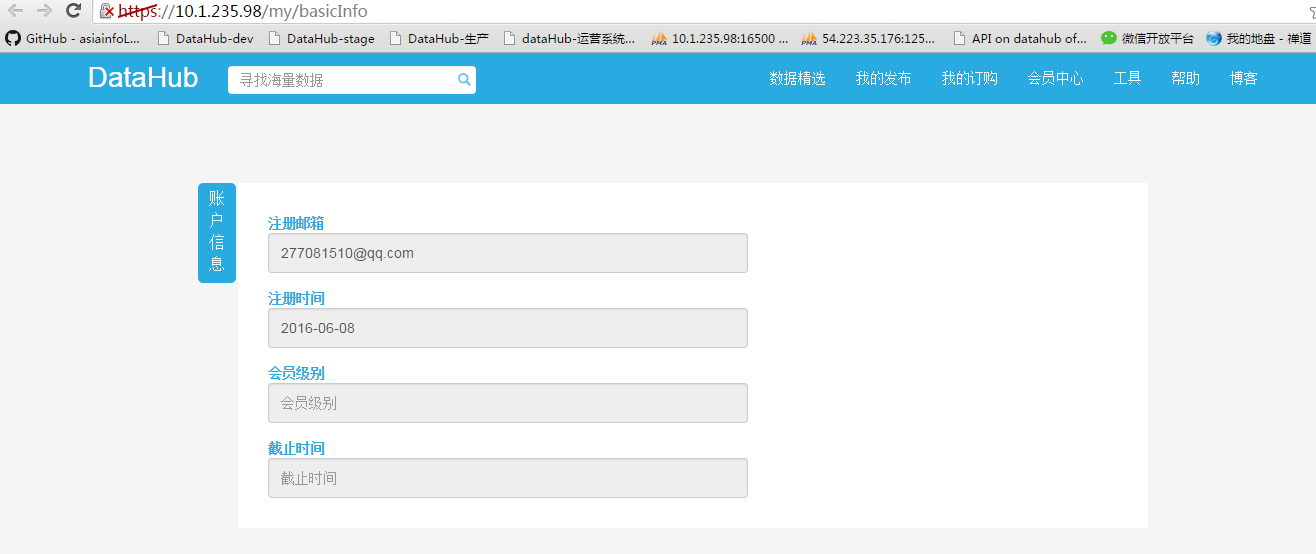 https://10.1.235.98/my/basicInfo
GitHub - asiainfoL... DataHub-dev DataHub-stage DataHub-生产 dataHub-运营系统... 10.1.235.98:16500 ... 54.223.35.176:125... API on datahub of... 微信开放平台 我的地盘 - 禅道
DataHub 寻找海量数据 数据精选 我的发布 我的订购 会员中心 工具 帮助 博客
账
户
信
息
注册邮箱
277081510@qq.com
注册时间
2016-06-08
会员级别
会员级别
截止时间
截止时间